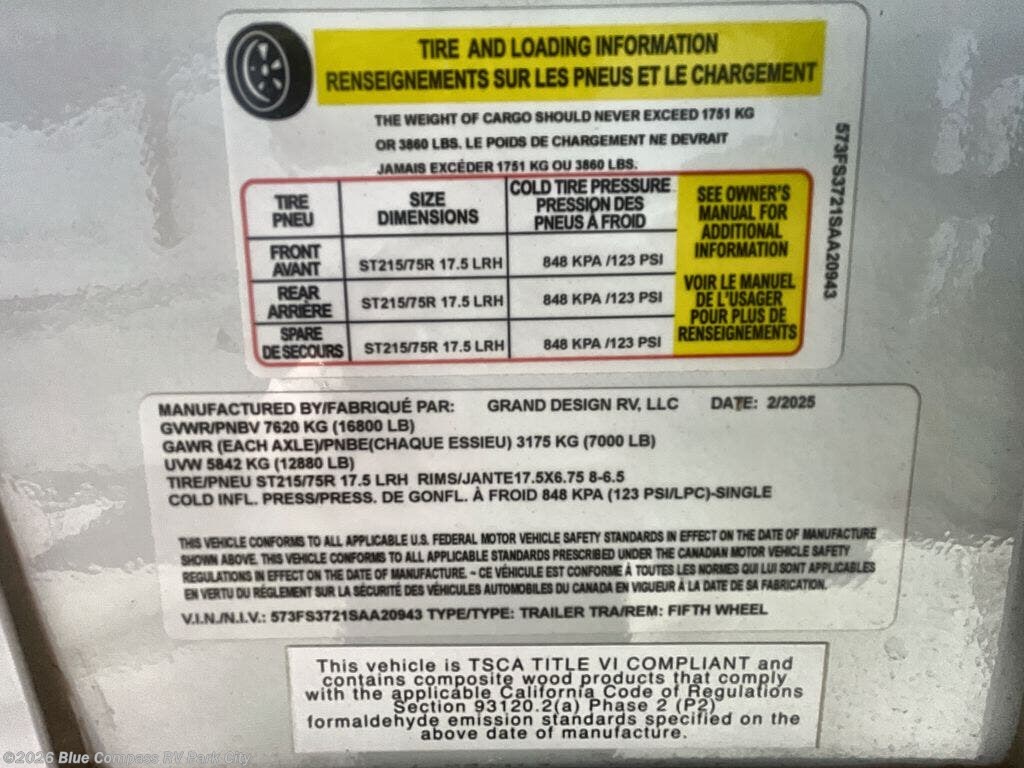 TIRE AND LOADING INFORMATION
RENSEIGNEMENTS SUR LES PNEUS ET LE CHARGEMENT
THE WEIGHT OF CARGO SHOULD NEVER EXCEED 1751 KG
OR 3860 LBS. LE POIDS DE CHARGEMENT NE DEVRAIT
JAMAIS EXCÉDER 1751 KG OU 3860 LBS.
TIRE
PNEU
SIZE
DIMENSIONS
COLD TIRE PRESSURE
PRESSION DES
PNEUS À FROID
FRONT
AVANT
ST215/75R 17.5 LRH
848 KPA /123 PSI
REAR
ARRIÈRE
ST215/75R 17.5 LRH
848 KPA /123 PSI
SPARE
DE SECOURS
ST215/75R 17.5 LRH
848 KPA /123 PSI
SEE OWNER'S
MANUAL FOR
ADDITIONAL
INFORMATION
VOIR LE MANUEL
DE L'USAGER
POUR PLUS DE
RENSEIGNEMENTS
573FS3721SAA20943
MANUFACTURED BY/FABRIQUÉ PAR: GRAND DESIGN RV, LLC DATE: 2/2025
GVWR/PNBV 7620 KG (16800 LB)
GAWR (EACH AXLE)/PNBE(CHAQUE ESSIEU) 3175 KG (7000 LB)
UVW 5842 KG (12880 LB)
TIRE/PNEU ST215/75R 17.5 LRH RIMS/JANTE17.5X6.75 8-6.5
COLD INFL. PRESS/PRESS. DE GONFL. À FROID 848 KPA (123 PSI/LPC)-SINGLE
THIS VEHICLE CONFORMS TO ALL APPLICABLE U.S. FEDERAL MOTOR VEHICLE SAFETY STANDARDS IN EFFECT ON THE DATE OF MANUFACTURE
SHOWN ABOVE. THIS VEHICLE CONFORMS TO ALL APPLICABLE STANDARDS PRESCRIBED UNDER THE CANADIAN MOTOR VEHICLE SAFETY
REGULATIONS IN EFFECT ON THE DATE OF MANUFACTURE. - CE VÉHICULE EST CONFORME À TOUTES LES NORMES QUI LUI SONT APPLICABLES
EN VERTU DU RÈGLEMENT SUR LA SÉCURITÉ DES VÉHICULES AUTOMOBILES DU CANADA EN VIGUEUR À LA DATE DE SA FABRICATION.
V.I.N./N.I.V.: 573FS3721SAA20943 TYPE/TYPE: TRAILER TRA/REM: FIFTH WHEEL
This vehicle is TSCA TITLE VI COMPLIANT and
contains composite wood products that comply
with the applicable California Code of Regulations
Section 93120.2(a) Phase 2 (P2)
formaldehyde emission standards specified on the
above date of manufacture.
©2026 Blue Compass RV Park City